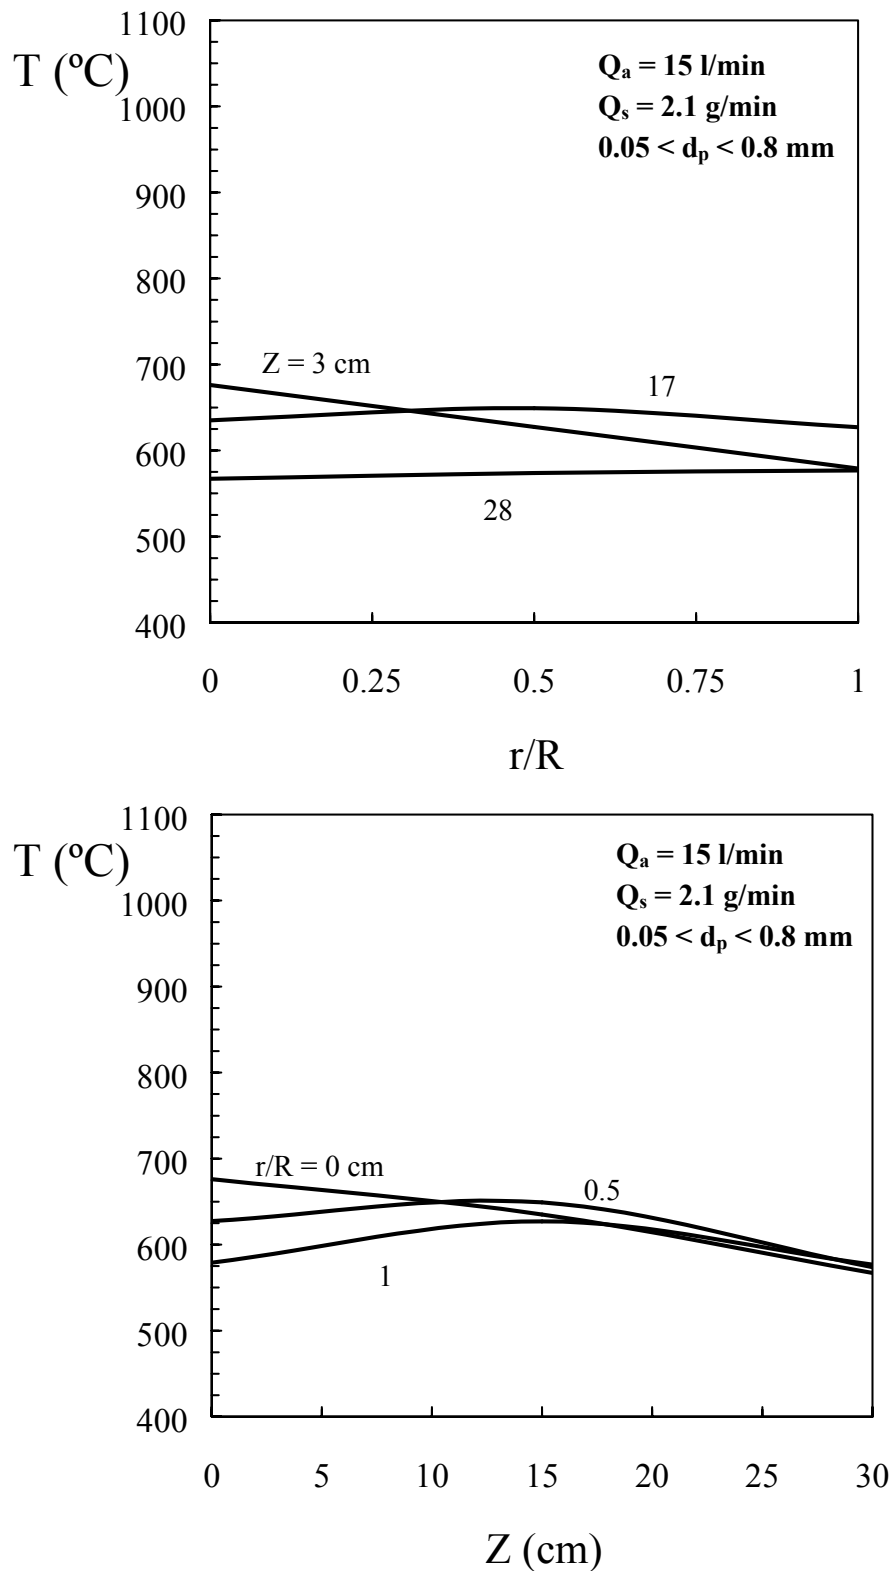 1100
T (ºC)
1000
900
800
700
600
500
400
Qa = 15 l/min
Qs = 2.1 g/min
0.05 < dp < 0.8 mm
Z = 3 cm
17
28
0 0.25 0.5 0.75 1
r/R
1100
T (ºC)
1000
900
800
700
600
500
400
Qa = 15 l/min
Qs = 2.1 g/min
0.05 < dp < 0.8 mm
r/R = 0 cm
0.5
1
0 5 10 15 20 25 30
Z (cm)